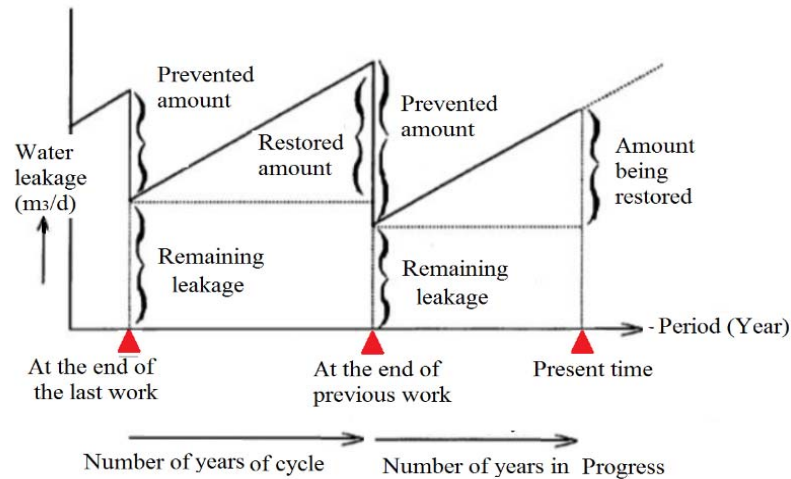 Prevented
amount
Restored
amount
Prevented
amount
Amount
being
restored
Water
leakage
(m3/d)
Remaining
leakage
Remaining
leakage
Period (Year)
At the end of
the last work
At the end of
previous work
Present time
Number of years of cycle
Number of years in Progress